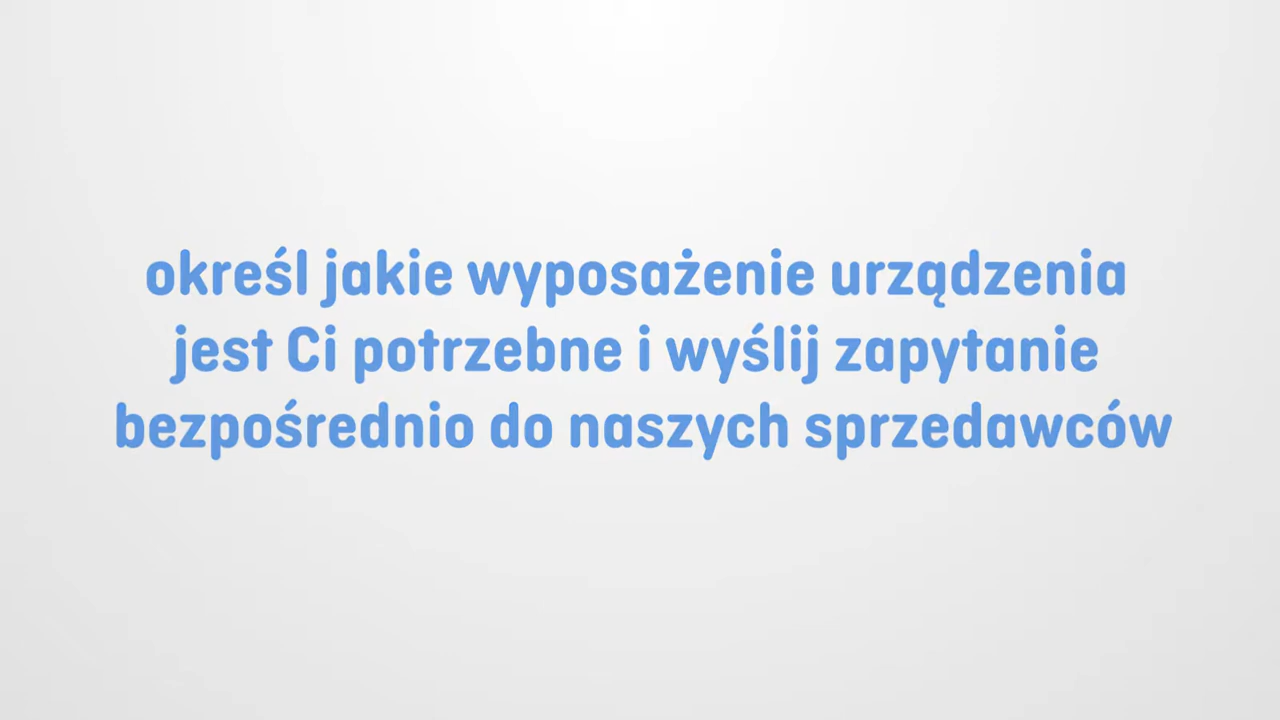 określ jakie wyposażenie urządzenia
jest Ci potrzebne i wyślij zapytanie
bezpośrednio do naszych sprzedawców